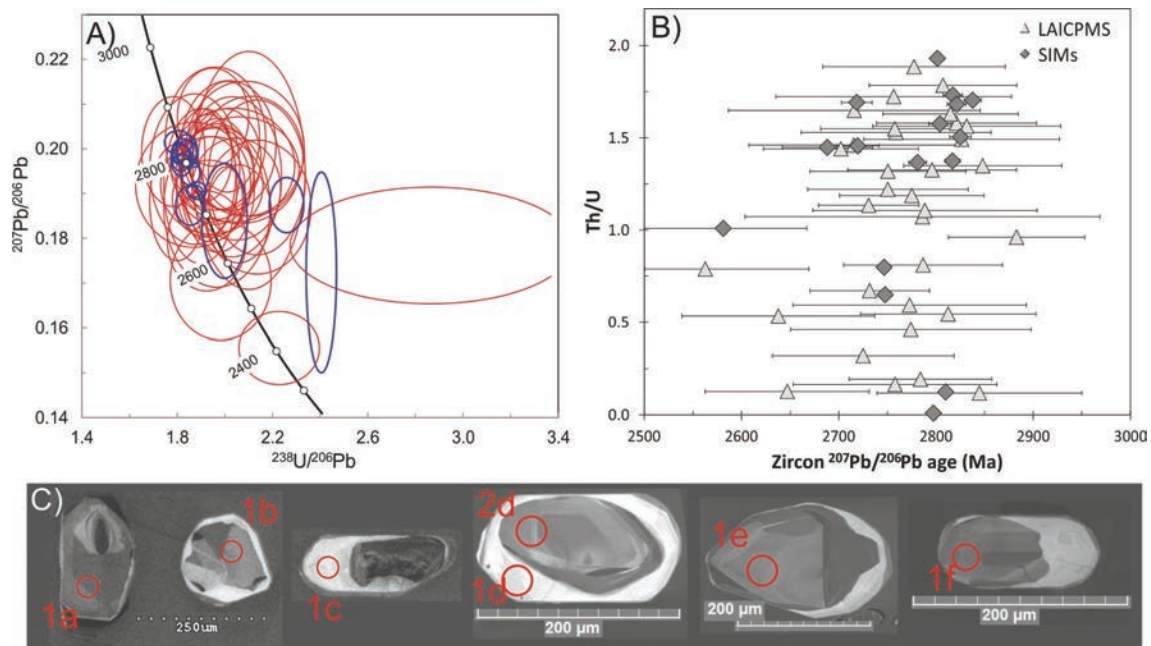 A)
0.22
0.20
0.18
0.16
0.14
207Pb/206Pb
3000
2800
2600
2400
1.4 1.8 2.2 2.6 3.0 3.4
238U/206Pb
B)
LAICPMS
SIMs
2.0
1.5
1.0
0.5
0.0
Th/U
2500 2600 2700 2800 2900 3000
Zircon 207Pb/206Pb age (Ma)
C)
1a
1b
250um
1c
2d
1d
200 µm
1e
200 µm
1f
200 µm